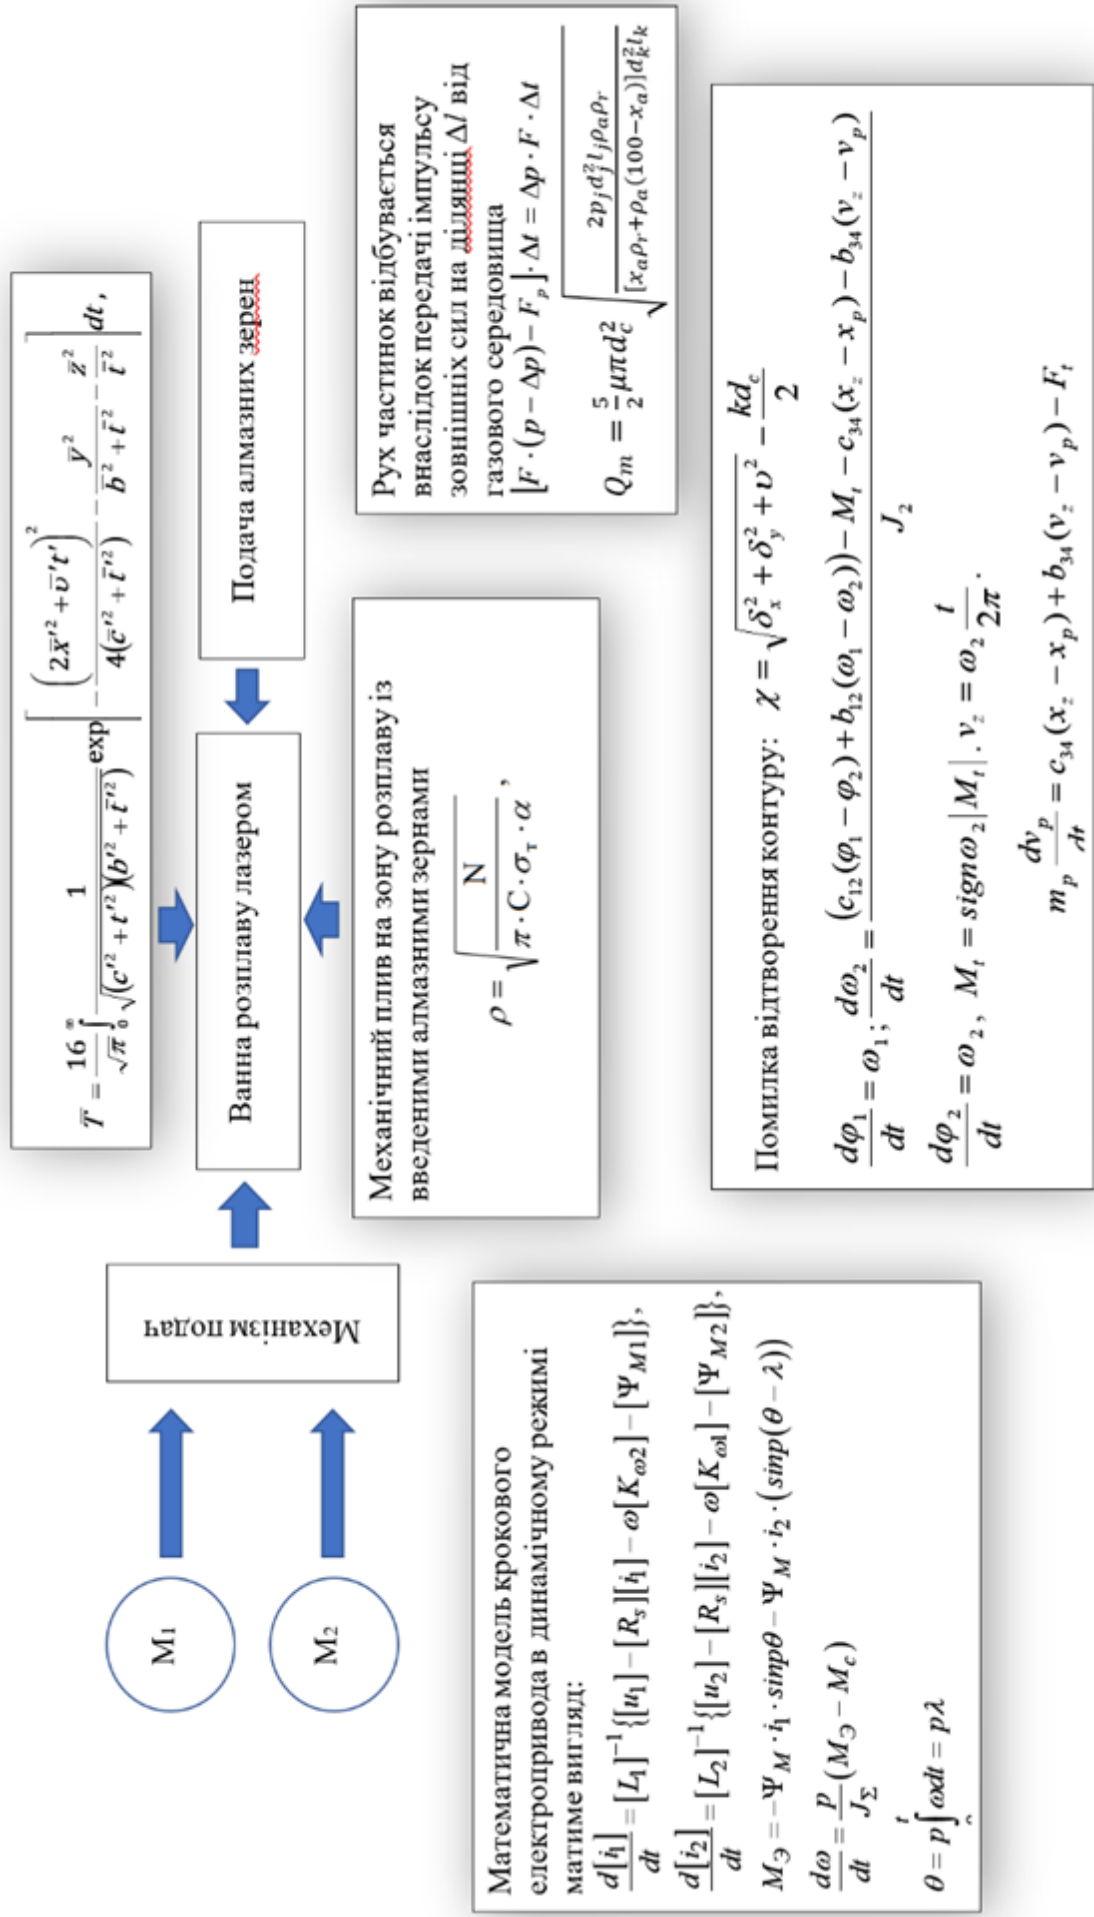 M₁
M₂
Механізм подач
T̄ = 16/√π ∫₀^∞ 1/√((c'² + t'²)(b'² + t̄'²)) exp[ −(2x̄'² + ῡ't')²/4(c̄'² + t̄'²) − ȳ²/(b̄² + t̄²) − z̄²/t̄² ] dt,
Ванна розплаву лазером
Подача алмазних зерен
Механічний плив на зону розплаву із
введеними алмазними зернами
ρ = √(N/(π · C · σ_т · α)),
Рух частинок відбувається
внаслідок передачі імпульсу
зовнішніх сил на ділянці Δl від
газового середовища
[F · (p − Δp) − F_p] · Δt = Δp · F · Δt
Q_m = 5/2 μπd_c² √(2p_j d_j² l_j ρ_a ρ_r / [x_a ρ_r + ρ_a(100−x_a)]d_k² l_k)
Математична модель крокового
електропривода в динамічному режимі
матиме вигляд:
d[i₁]/dt = [L₁]⁻¹{[u₁] − [R_s][i₁] − ω[K_ω2] − [Ψ_M1]},
d[i₂]/dt = [L₂]⁻¹{[u₂] − [R_s][i₂] − ω[K_ω1] − [Ψ_M2]},
M_Э = −Ψ_M · i₁ · sinpθ − Ψ_M · i₂ · (sinp(θ − λ))
dω/dt = p/J_Σ (M_Э − M_c)
θ = p∫ᵗ ωdt = pλ
Помилка відтворення контуру: χ = √(δ_x² + δ_y² + υ²) − kd_c/2
dφ₁/dt = ω₁; dω₂/dt = (c₁₂(φ₁ − φ₂) + b₁₂(ω₁ − ω₂)) − M_t − c₃₄(x_z − x_p) − b₃₄(v_z − v_p) / J₂
dφ₂/dt = ω₂, M_t = signω₂|M_t|. v_z = ω₂ t/2π.
m_p dv_p/dt = c₃₄(x_z − x_p) + b₃₄(v_z − v_p) − F_t